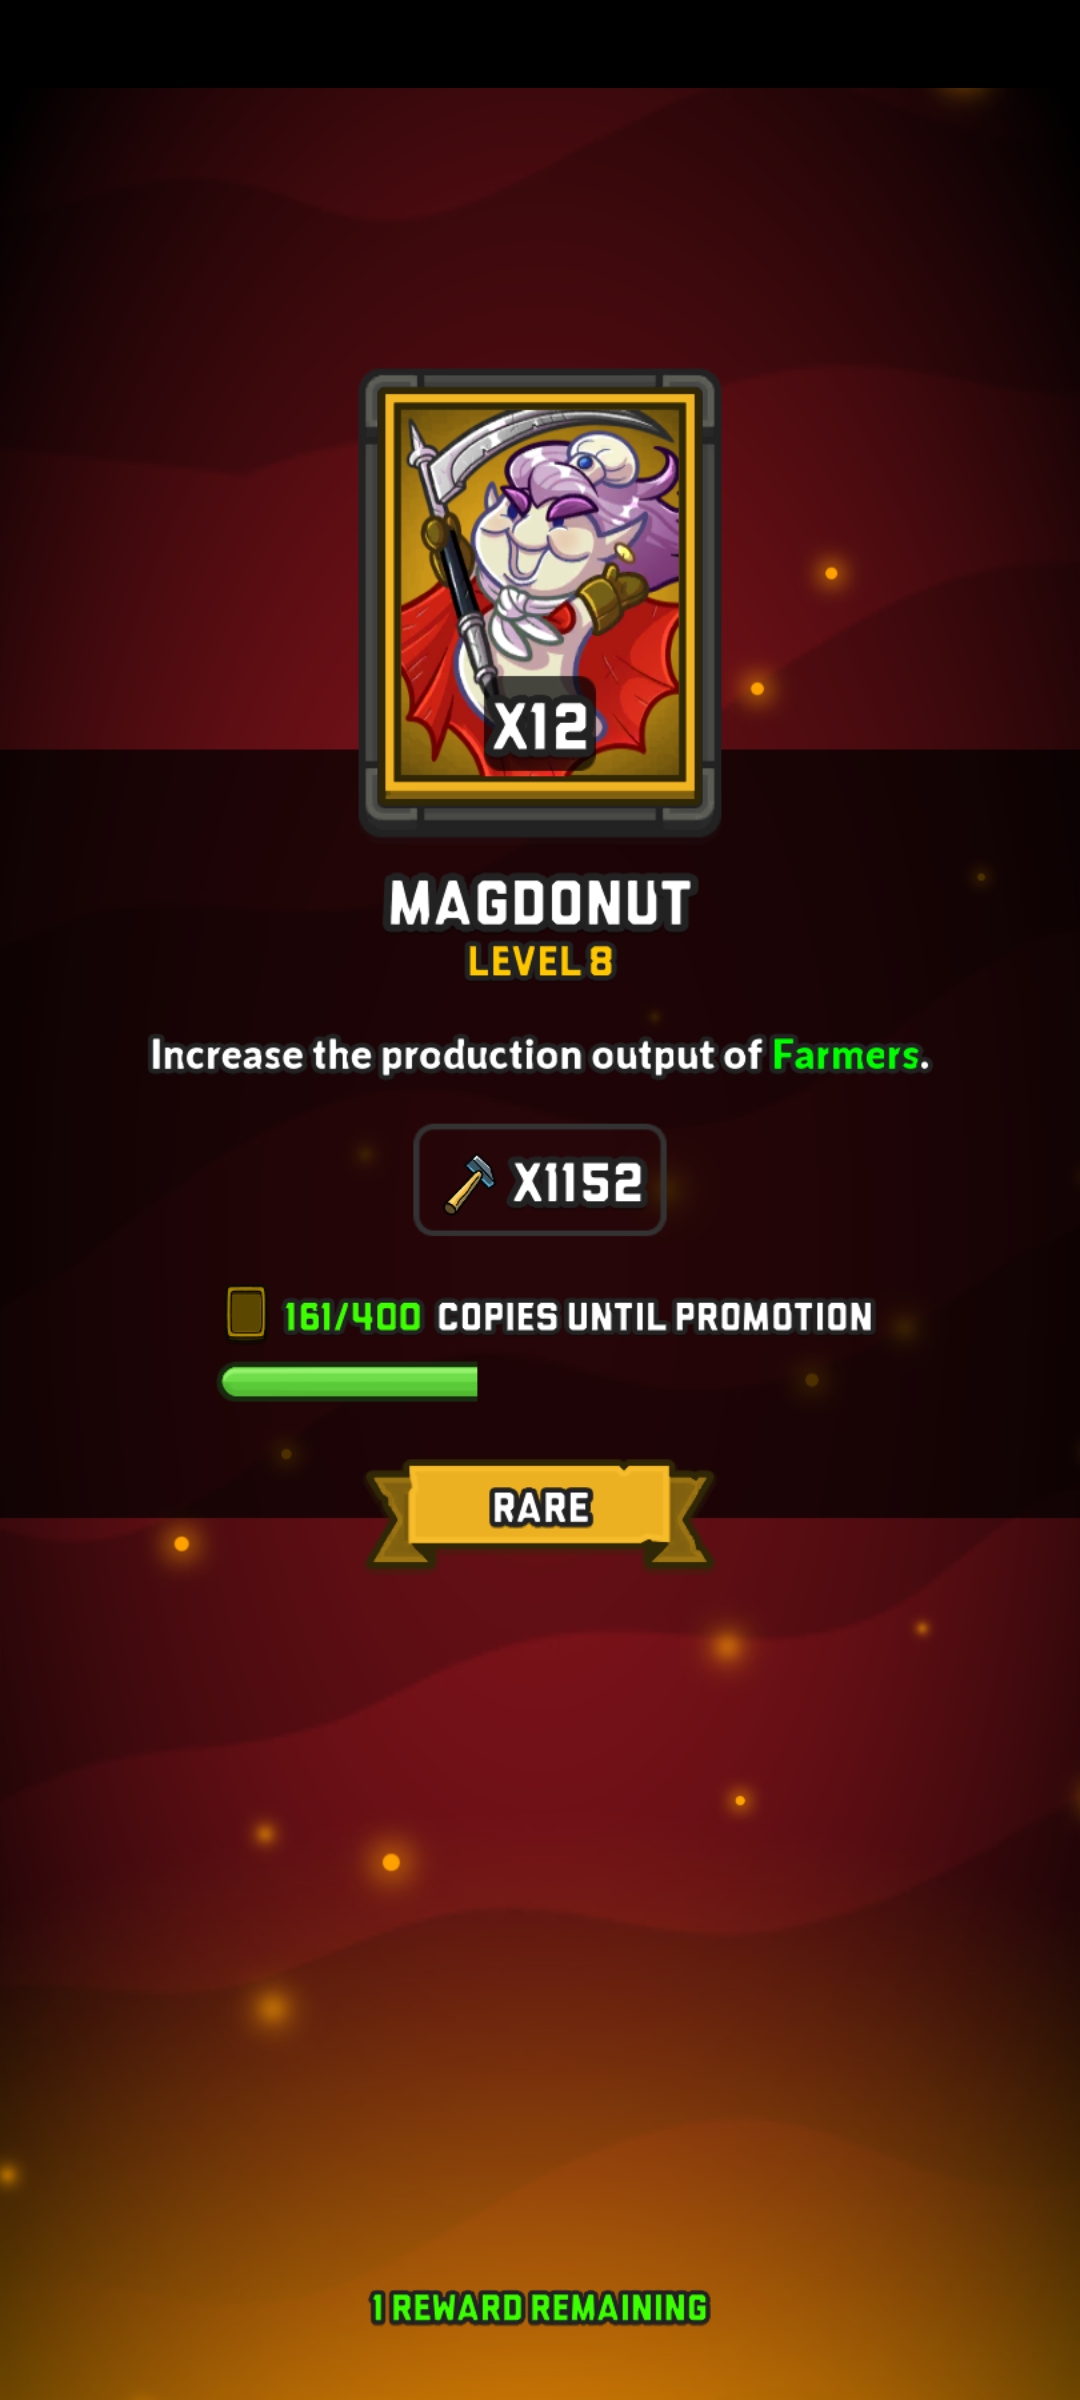 X12
MAGDONUT
LEVEL 8
Increase the production output of Farmers.
X1152
161/400 COPIES UNTIL PROMOTION
RARE
1 REWARD REMAINING